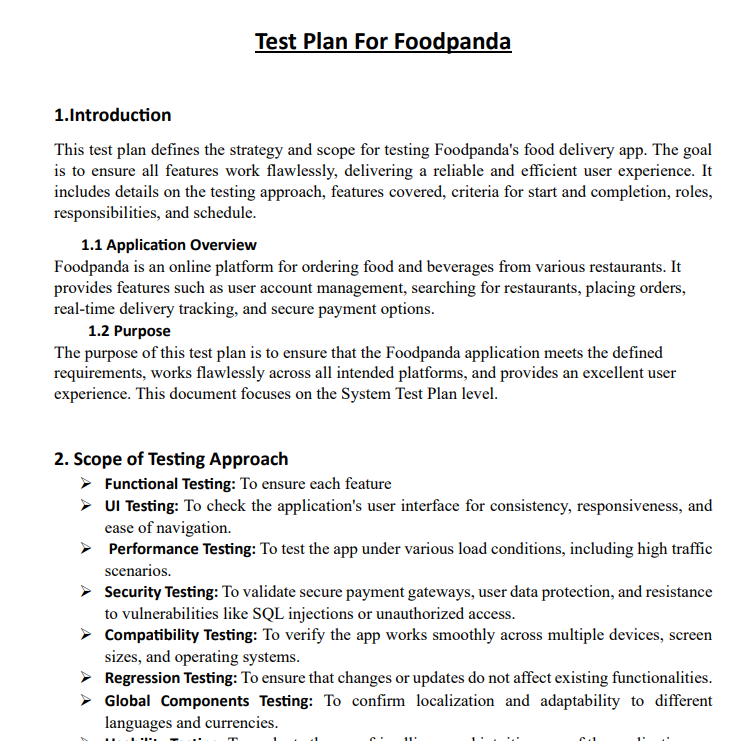 Test Plan For Foodpanda
1.Introduction
This test plan defines the strategy and scope for testing Foodpanda's food delivery app. The goal
is to ensure all features work flawlessly, delivering a reliable and efficient user experience. It
includes details on the testing approach, features covered, criteria for start and completion, roles,
responsibilities, and schedule.
1.1 Application Overview
Foodpanda is an online platform for ordering food and beverages from various restaurants. It
provides features such as user account management, searching for restaurants, placing orders,
real-time delivery tracking, and secure payment options.
1.2 Purpose
The purpose of this test plan is to ensure that the Foodpanda application meets the defined
requirements, works flawlessly across all intended platforms, and provides an excellent user
experience. This document focuses on the System Test Plan level.
2. Scope of Testing Approach
➢ Functional Testing: To ensure each feature
➢ UI Testing: To check the application's user interface for consistency, responsiveness, and
ease of navigation.
➢ Performance Testing: To test the app under various load conditions, including high traffic
scenarios.
➢ Security Testing: To validate secure payment gateways, user data protection, and resistance
to vulnerabilities like SQL injections or unauthorized access.
➢ Compatibility Testing: To verify the app works smoothly across multiple devices, screen
sizes, and operating systems.
➢ Regression Testing: To ensure that changes or updates do not affect existing functionalities.
➢ Global Components Testing: To confirm localization and adaptability to different
languages and currencies.